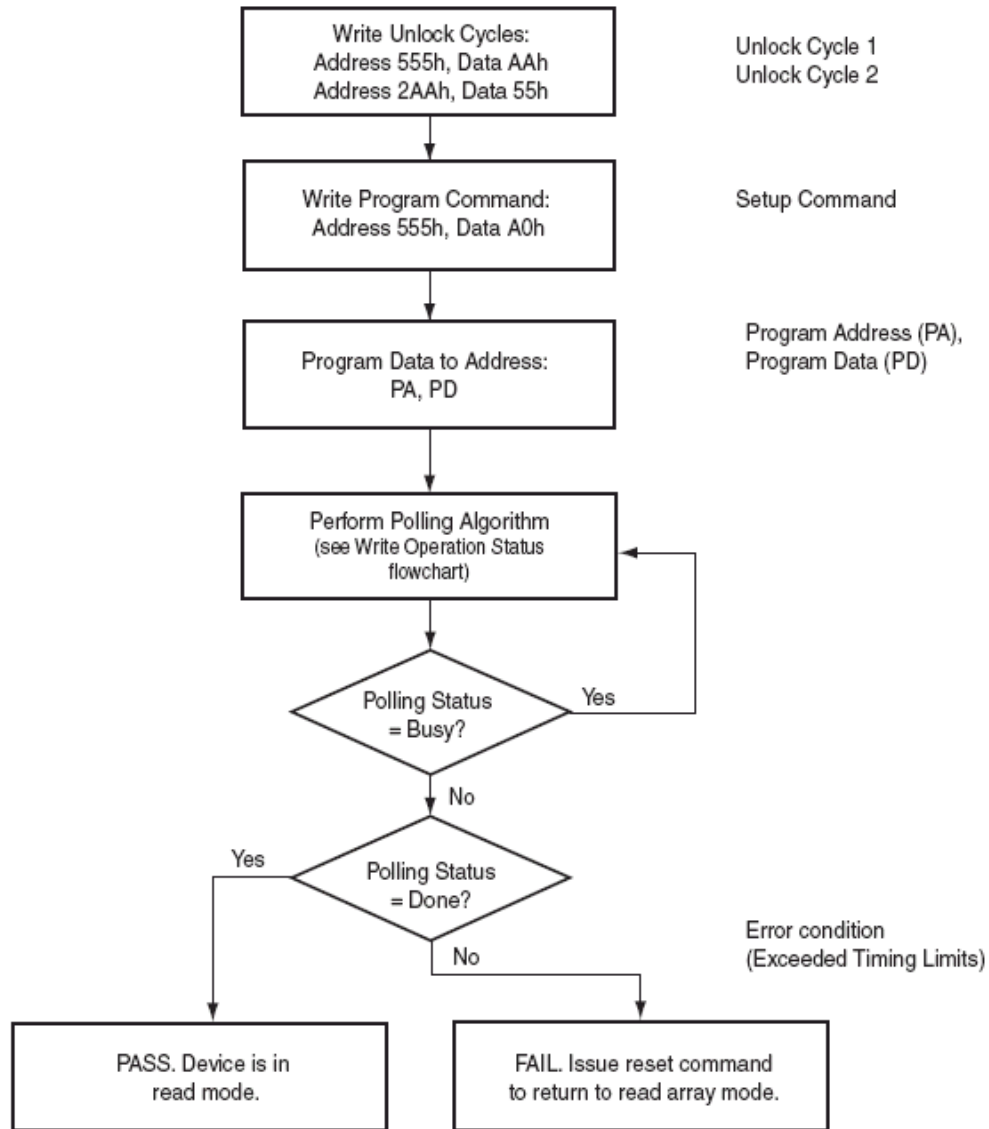 Write Unlock Cycles:
Address 555h, Data AAh
Address 2AAh, Data 55h
Unlock Cycle 1
Unlock Cycle 2
Write Program Command:
Address 555h, Data A0h
Setup Command
Program Data to Address:
PA, PD
Program Address (PA),
Program Data (PD)
Perform Polling Algorithm
(see Write Operation Status
flowchart)
Polling Status
= Busy?
Yes
No
Polling Status
= Done?
Yes
No
Error condition
(Exceeded Timing Limits)
PASS. Device is in
read mode.
FAIL. Issue reset command
to return to read array mode.